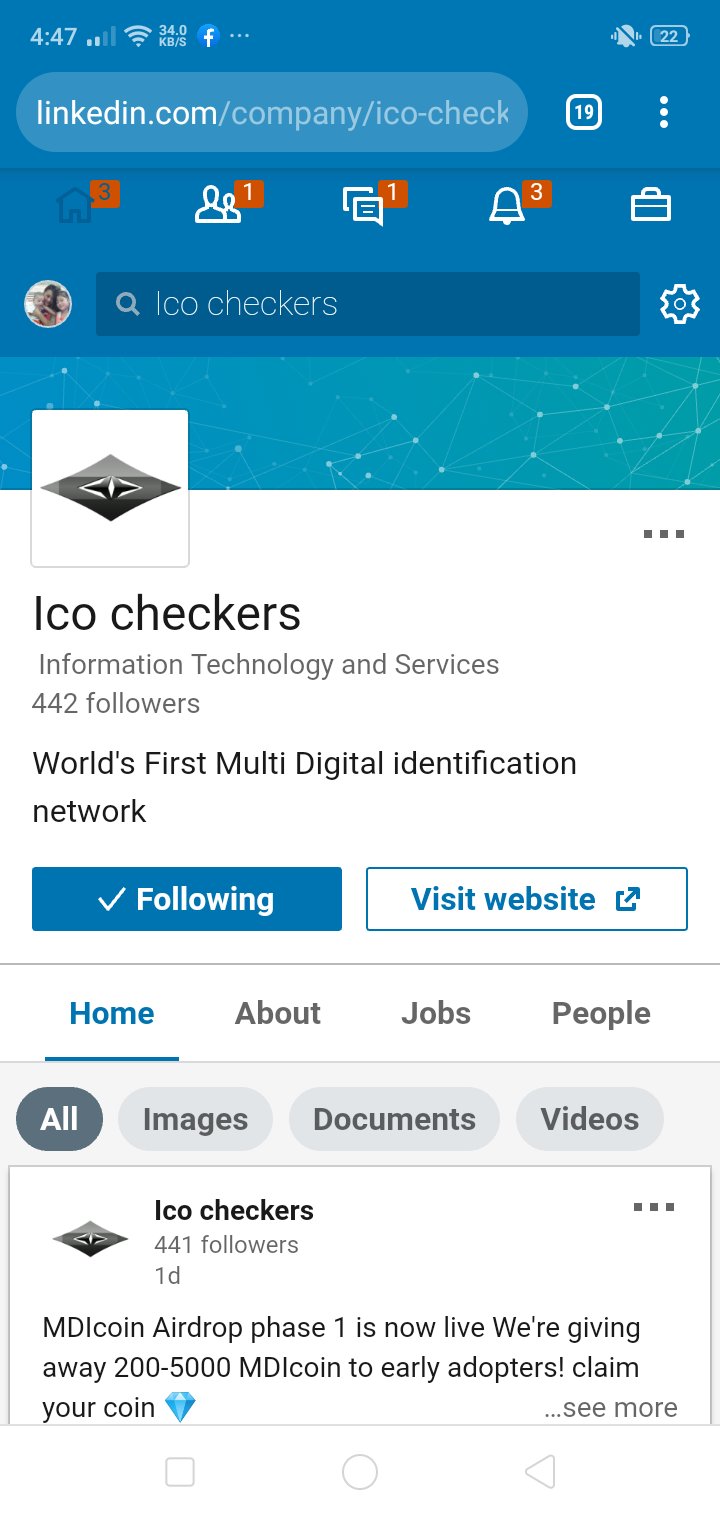 4:47 34.0 KB/S 22
linkedin.com/company/ico-check 19
3 1 1 3
Ico checkers
Ico checkers
Information Technology and Services
442 followers
World's First Multi Digital identification
network
Following Visit website
Home About Jobs People
All Images Documents Videos
Ico checkers
441 followers
1d
MDIcoin Airdrop phase 1 is now live We're giving
away 200-5000 MDIcoin to early adopters! claim
your coin 💎 ...see more